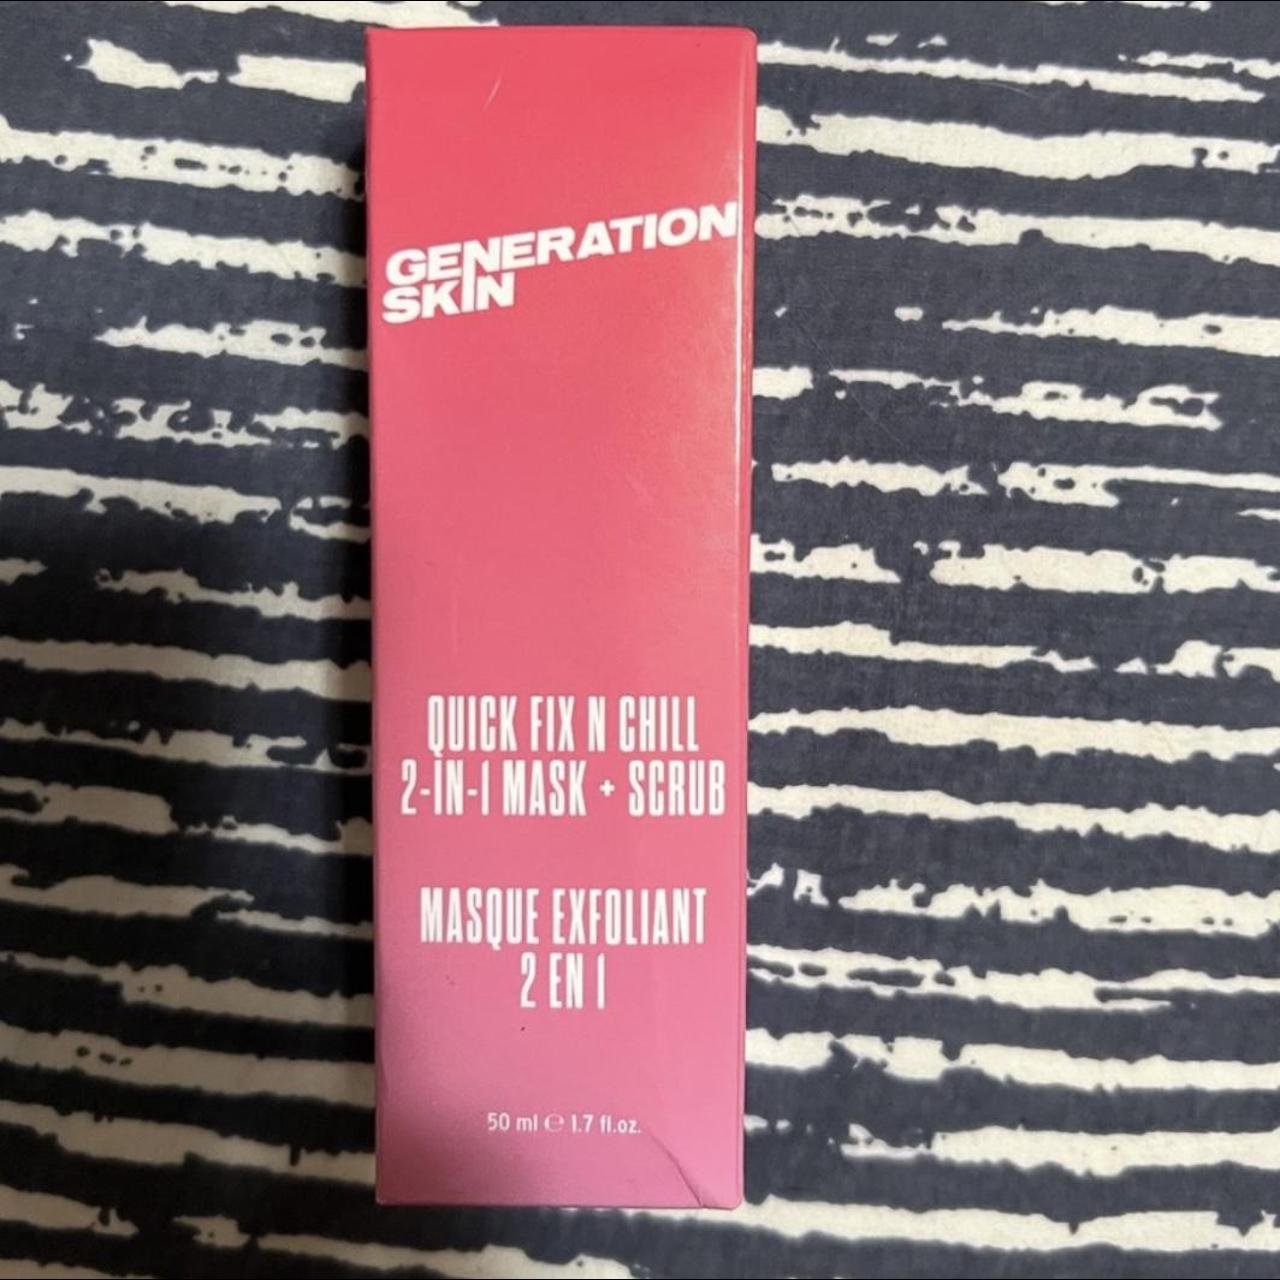 GENERATION
SKIN
QUICK FIX N CHILL
2-IN-1 MASK + SCRUB
MASQUE EXFOLIANT
2 EN 1
50 ml ℮ 1.7 fl.oz.